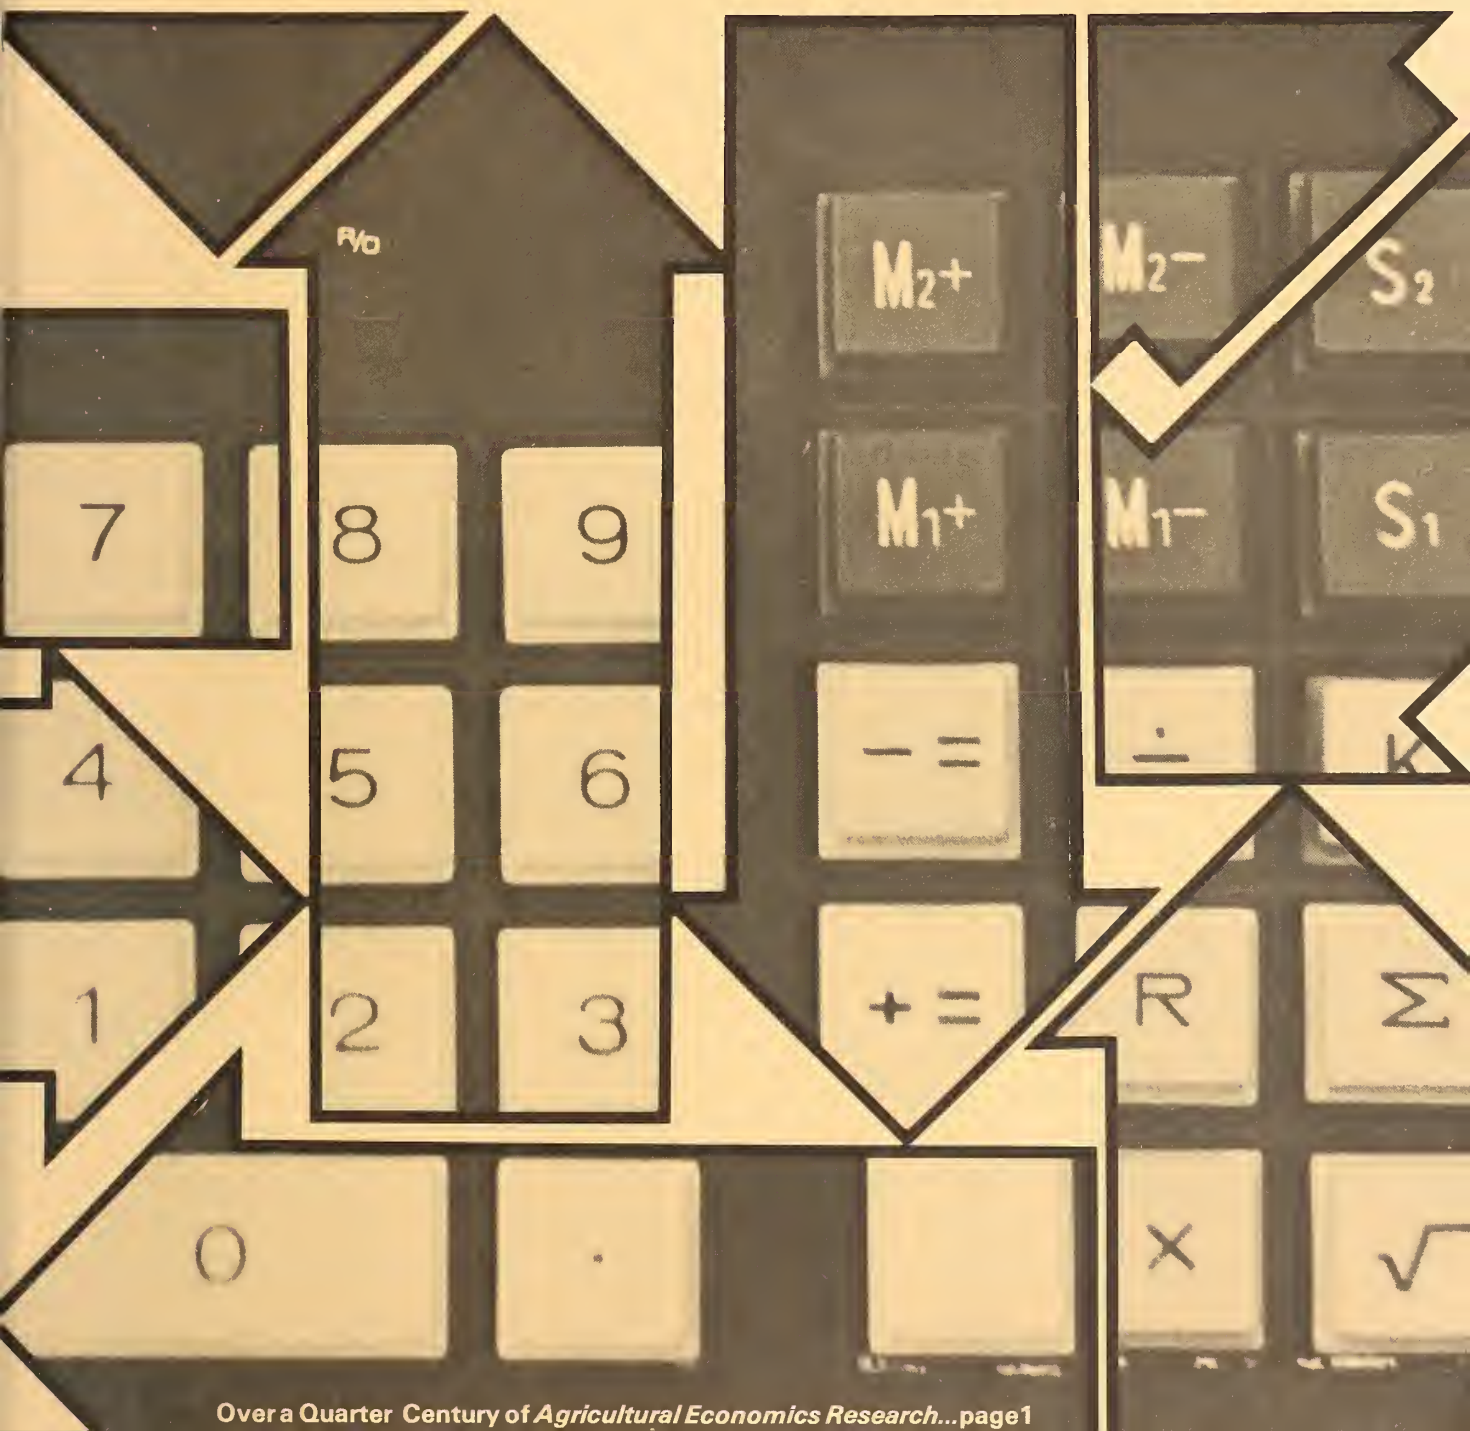 R/O
M2+ M2− S2
7 8 9 M1+ M1− S1
4 5 6 − = ÷ K
1 2 3 + = R Σ
0 . × √
Over a Quarter Century of Agricultural Economics Research...page1